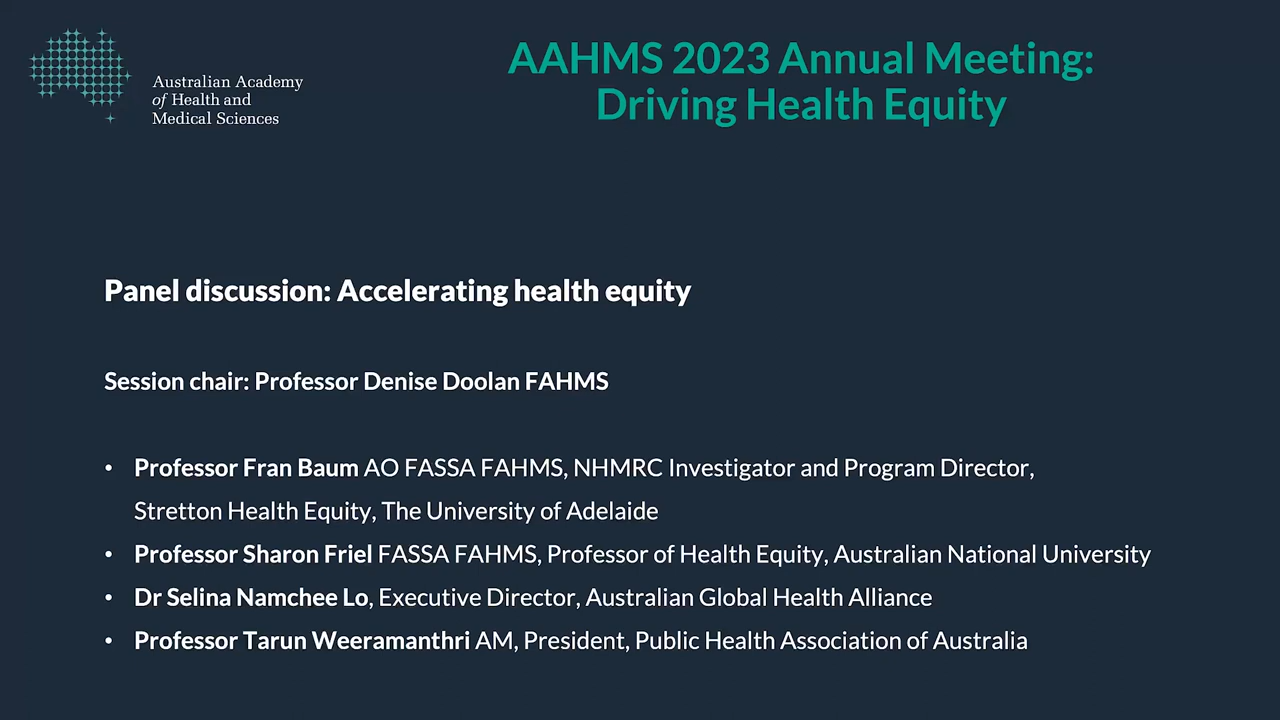 Australian Academy
of Health and
Medical Sciences
AAHMS 2023 Annual Meeting:
Driving Health Equity
Panel discussion: Accelerating health equity
Session chair: Professor Denise Doolan FAHMS
• Professor Fran Baum AO FASSA FAHMS, NHMRC Investigator and Program Director,
Stretton Health Equity, The University of Adelaide
• Professor Sharon Friel FASSA FAHMS, Professor of Health Equity, Australian National University
• Dr Selina Namchee Lo, Executive Director, Australian Global Health Alliance
• Professor Tarun Weeramanthri AM, President, Public Health Association of Australia